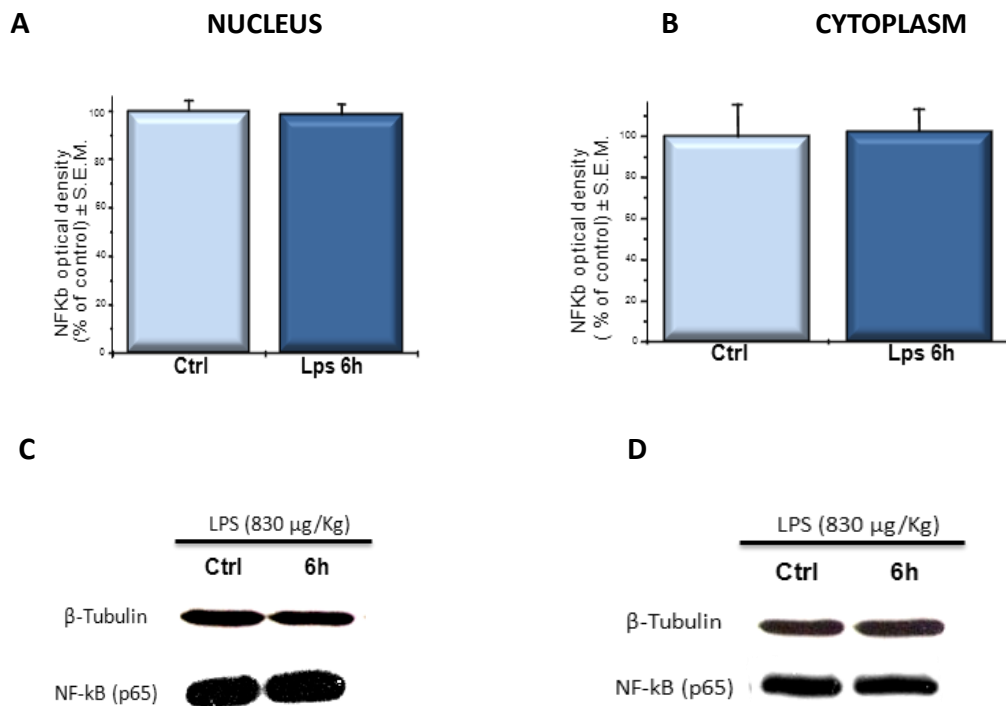 A
NUCLEUS
NFKb optical density
(% of control) ± S.E.M.
100
80
60
40
20
0
Ctrl
Lps 6h
B
CYTOPLASM
NFKb optical density
( % of control) ± S.E.M.
100
80
60
40
20
0
Ctrl
Lps 6h
C
LPS (830 µg/Kg)
Ctrl 6h
β-Tubulin
NF-kB (p65)
D
LPS (830 µg/Kg)
Ctrl 6h
β-Tubulin
NF-kB (p65)